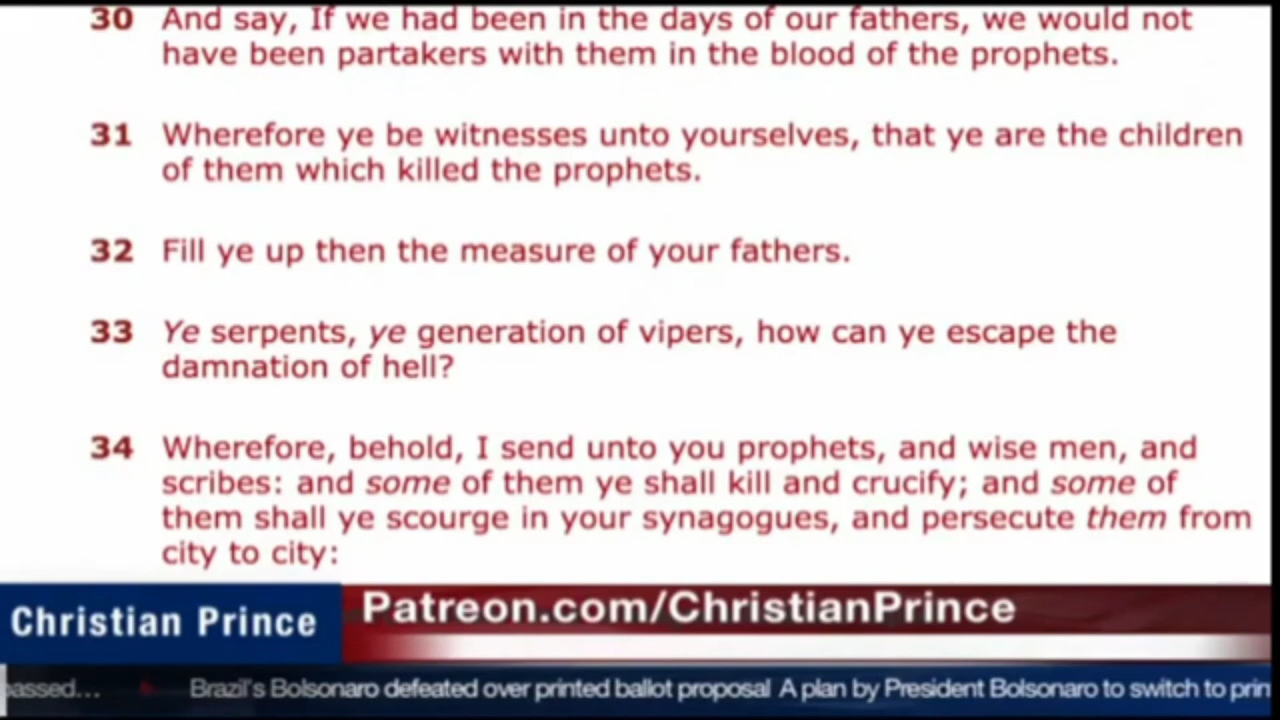 30 And say, If we had been in the days of our fathers, we would not
have been partakers with them in the blood of the prophets.
31 Wherefore ye be witnesses unto yourselves, that ye are the children
of them which killed the prophets.
32 Fill ye up then the measure of your fathers.
33 Ye serpents, ye generation of vipers, how can ye escape the
damnation of hell?
34 Wherefore, behold, I send unto you prophets, and wise men, and
scribes: and some of them ye shall kill and crucify; and some of
them shall ye scourge in your synagogues, and persecute them from
city to city:
Christian Prince
Patreon.com/ChristianPrince
Brazil's Bolsonaro defeated over printed ballot proposal A plan by President Bolsonaro to switch to